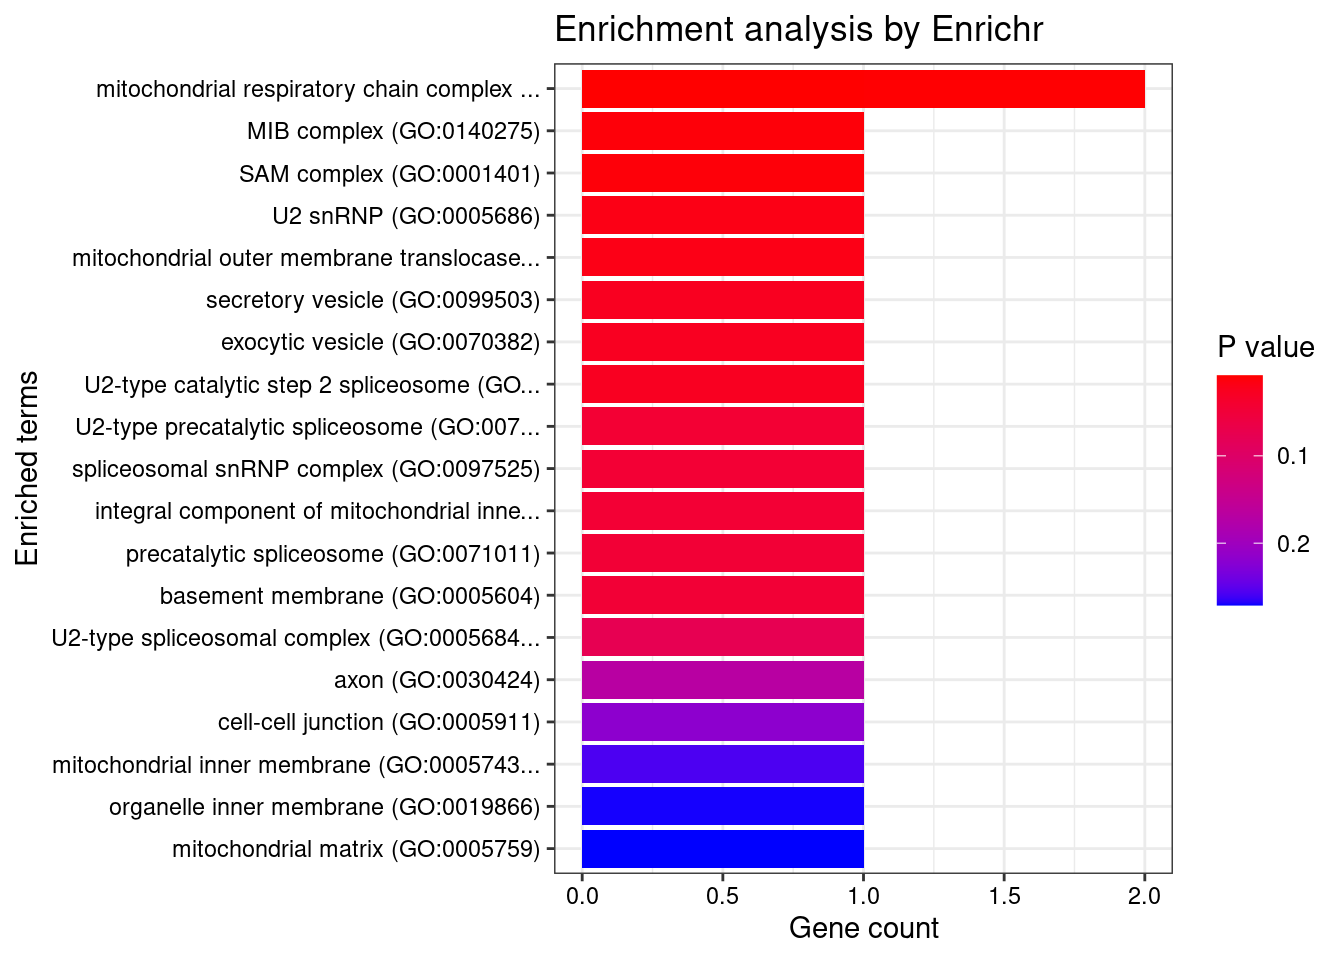 Enrichment analysis by Enrichr
mitochondrial respiratory chain complex ...
MIB complex (GO:0140275)
SAM complex (GO:0001401)
U2 snRNP (GO:0005686)
mitochondrial outer membrane translocase...
secretory vesicle (GO:0099503)
exocytic vesicle (GO:0070382)
U2-type catalytic step 2 spliceosome (GO...
U2-type precatalytic spliceosome (GO:007...
spliceosomal snRNP complex (GO:0097525)
integral component of mitochondrial inne...
precatalytic spliceosome (GO:0071011)
basement membrane (GO:0005604)
U2-type spliceosomal complex (GO:0005684...
axon (GO:0030424)
cell-cell junction (GO:0005911)
mitochondrial inner membrane (GO:0005743...
organelle inner membrane (GO:0019866)
mitochondrial matrix (GO:0005759)
Enriched terms
0.0 0.5 1.0 1.5 2.0
Gene count
P value
0.1
0.2